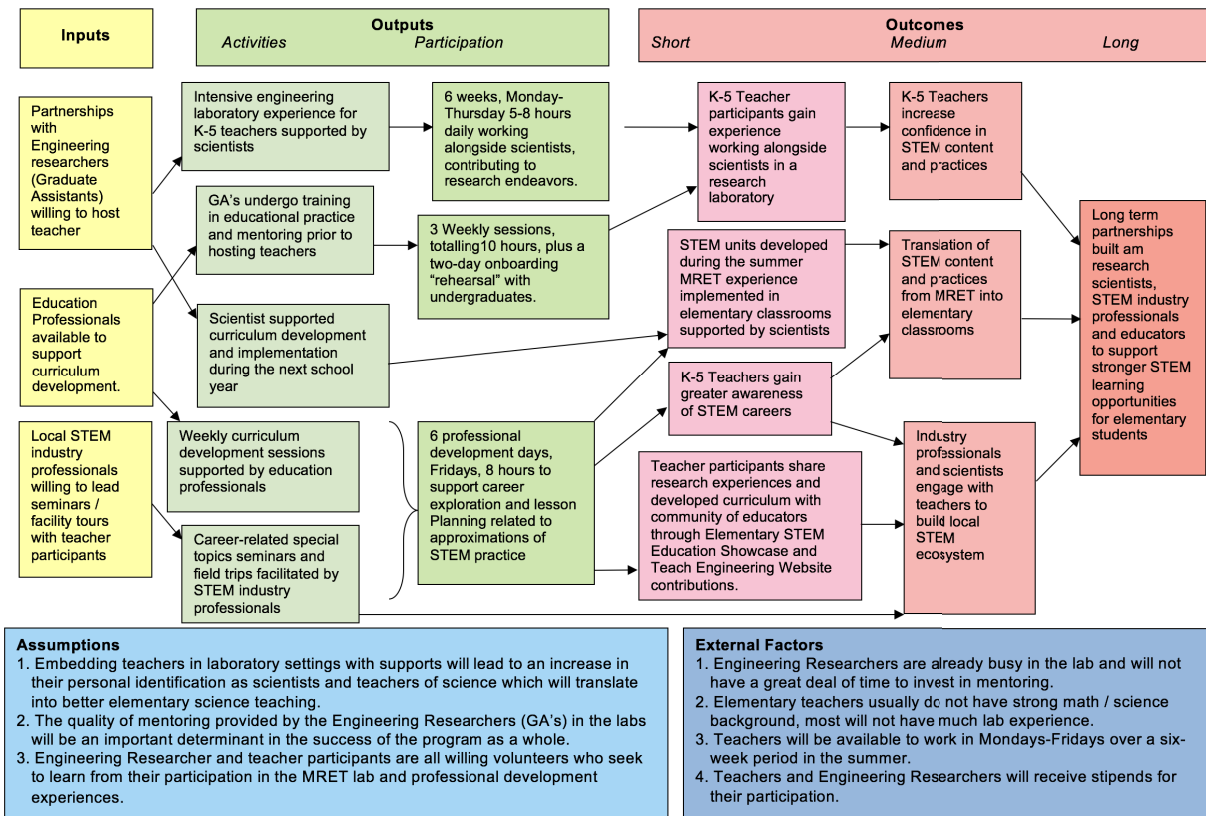 Inputs
Outputs
Activities
Participation
Outcomes
Short
Medium
Long
Partnerships
with
Engineering
researchers
(Graduate
Assistants)
willing to host
teacher
Education
Professionals
available to
support
curriculum
development.
Local STEM
industry
professionals
willing to lead
seminars /
facility tours
with teacher
participants
Intensive engineering
laboratory experience for
K-5 teachers supported by
scientists
GA's undergo training
in educational practice
and mentoring prior to
hosting teachers
Scientist supported
curriculum development
and implementation
during the next school
year
Weekly curriculum
development sessions
supported by education
professionals
Career-related special
topics seminars and
field trips facilitated by
STEM industry
professionals
6 weeks, Monday-
Thursday 5-8 hours
daily working
alongside scientists,
contributing to
research endeavors.
3 Weekly sessions,
totalling10 hours, plus a
two-day onboarding
“rehearsal” with
undergraduates.
6 professional
development days,
Fridays, 8 hours to
support career
exploration and lesson
Planning related to
approximations of
STEM practice
K-5 Teacher
participants gain
experience
working alongside
scientists in a
research
laboratory
STEM units developed
during the summer
MRET experience
implemented in
elementary classrooms
supported by scientists
K-5 Teachers gain
greater awareness
of STEM careers
Teacher participants share
research experiences and
developed curriculum with
community of educators
through Elementary STEM
Education Showcase and
Teach Engineering Website
contributions.
K-5 Teachers
increase
confidence in
STEM content
and practices
Translation of
STEM content
and practices
from MRET into
elementary
classrooms
Industry
professionals
and scientists
engage with
teachers to
build local
STEM
ecosystem
Long term
partnerships
built am
research
scientists,
STEM industry
professionals
and educators
to support
stronger STEM
learning
opportunities
for elementary
students
Assumptions
1. Embedding teachers in laboratory settings with supports will lead to an increase in
their personal identification as scientists and teachers of science which will translate
into better elementary science teaching.
2. The quality of mentoring provided by the Engineering Researchers (GA's) in the labs
will be an important determinant in the success of the program as a whole.
3. Engineering Researcher and teacher participants are all willing volunteers who seek
to learn from their participation in the MRET lab and professional development
experiences.
External Factors
1. Engineering Researchers are already busy in the lab and will not
have a great deal of time to invest in mentoring.
2. Elementary teachers usually do not have strong math / science
background, most will not have much lab experience.
3. Teachers will be available to work in Mondays-Fridays over a six-
week period in the summer.
4. Teachers and Engineering Researchers will receive stipends for
their participation.